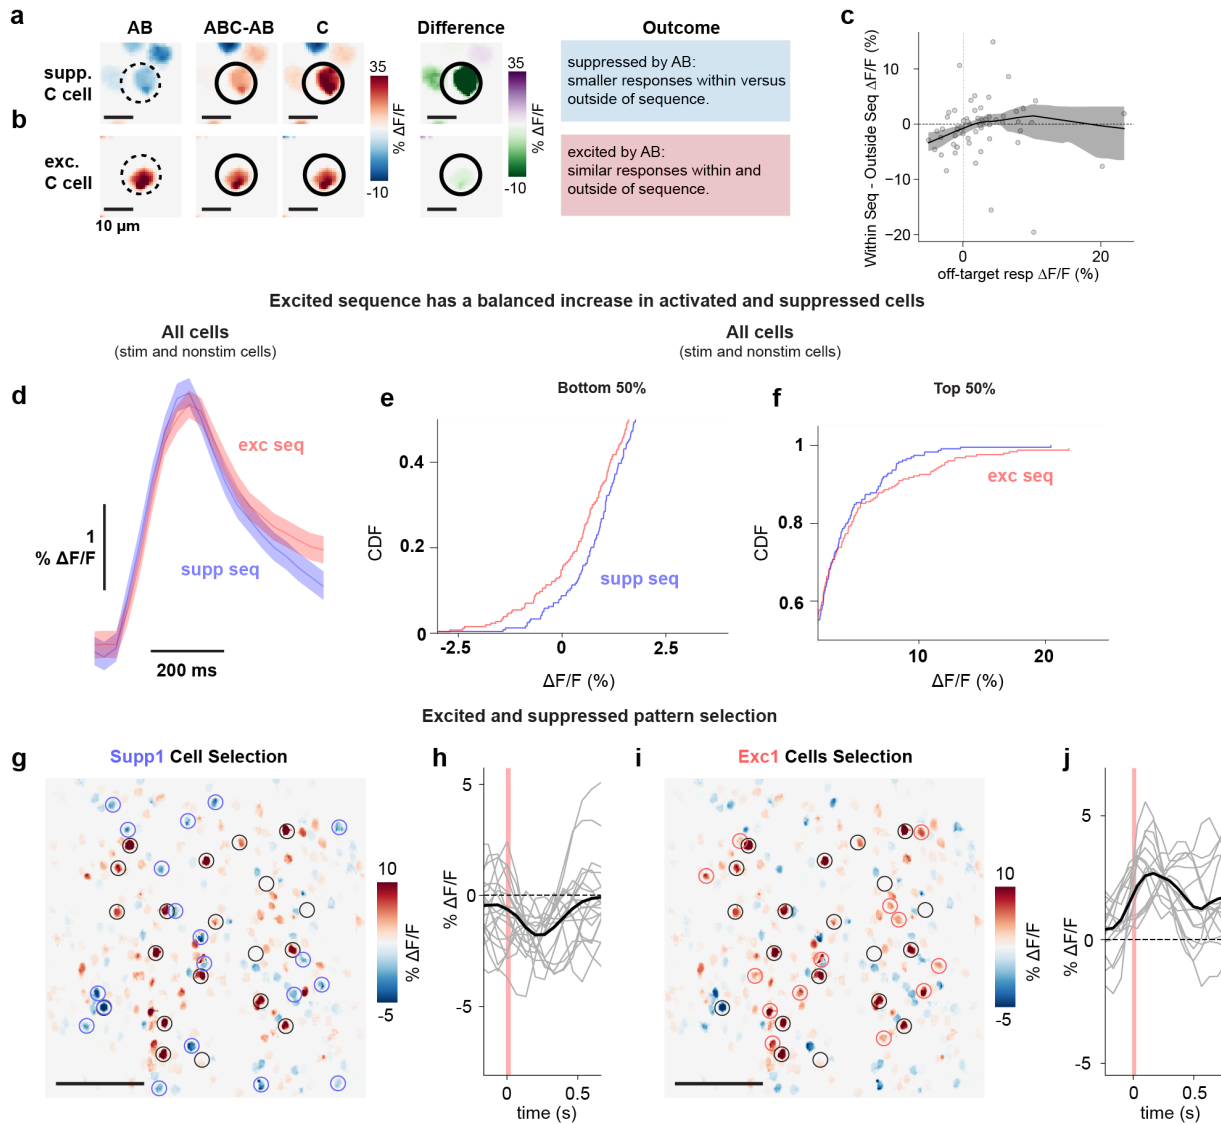 a
AB
ABC-AB
C
Difference
Outcome
supp.
C cell
35
% ΔF/F
-10
35
% ΔF/F
-10
suppressed by AB:
smaller responses within versus
outside of sequence.
b
exc.
C cell
10 µm
excited by AB:
similar responses within and
outside of sequence.
c
Within Seq - Outside Seq ΔF/F (%)
10
0
−10
−20
0
20
off-target resp ΔF/F (%)
Excited sequence has a balanced increase in activated and suppressed cells
All cells
(stim and nonstim cells)
All cells
(stim and nonstim cells)
d
exc seq
1
% ΔF/F
supp seq
200 ms
e
Bottom 50%
CDF
0.4
0.2
0
supp seq
-2.5
0
2.5
ΔF/F (%)
f
Top 50%
CDF
1
0.8
0.6
exc seq
10
20
ΔF/F (%)
Excited and suppressed pattern selection
g
Supp1 Cell Selection
10
% ΔF/F
-5
h
% ΔF/F
5
0
-5
0
0.5
time (s)
i
Exc1 Cells Selection
10
% ΔF/F
-5
j
% ΔF/F
5
0
-5
0
0.5
time (s)